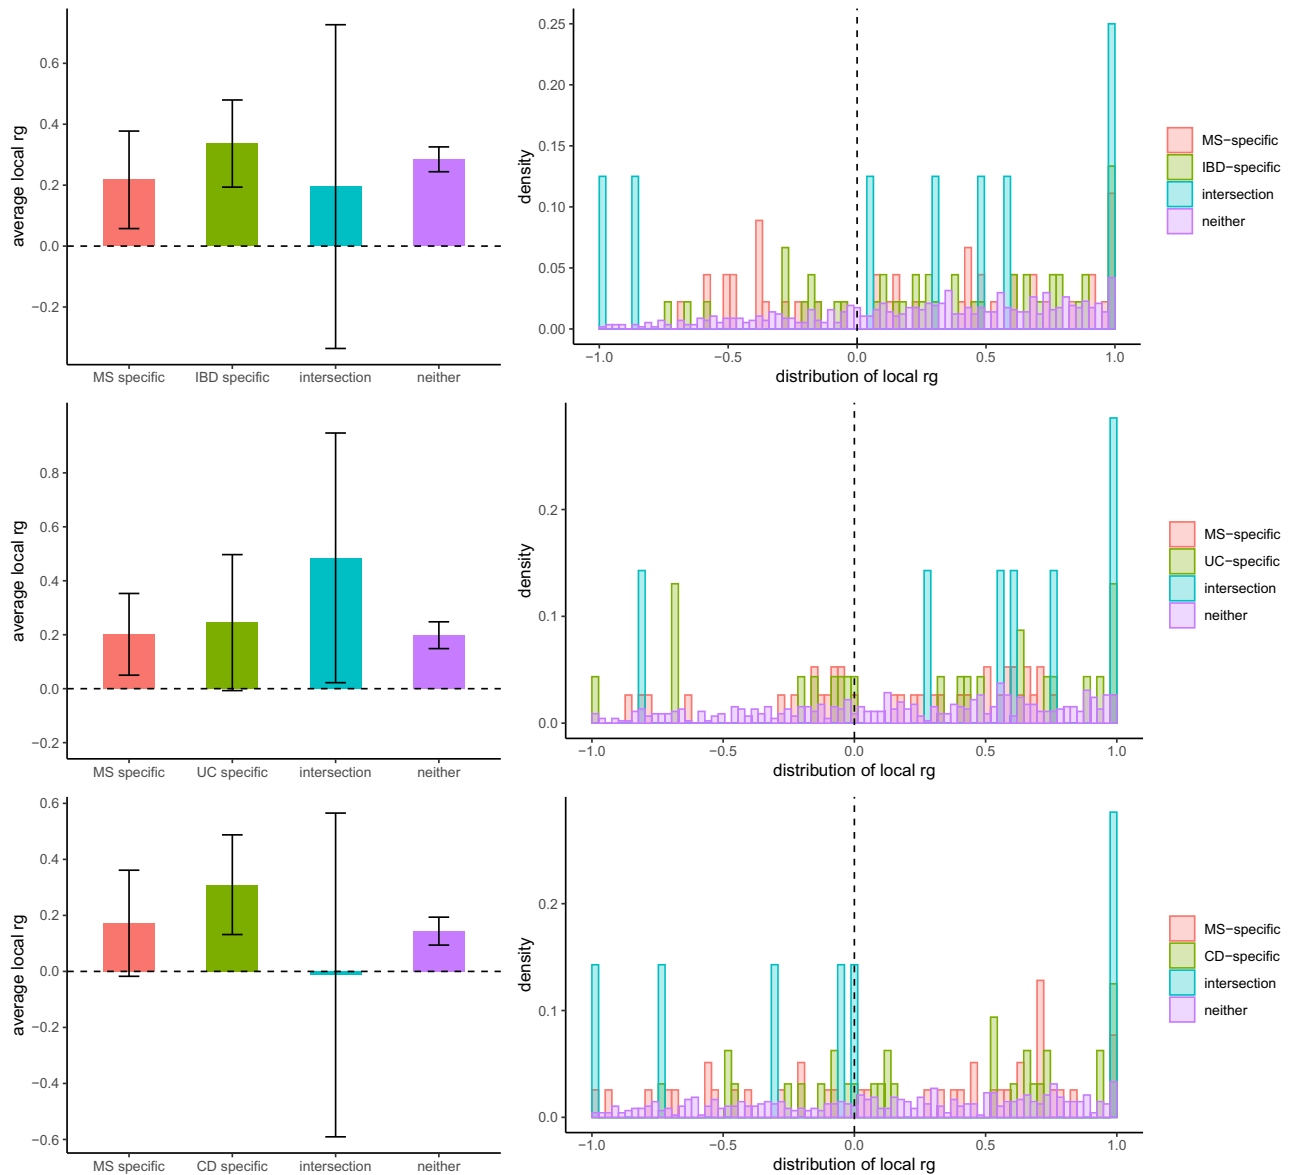 average local rg
0.6
0.4
0.2
0.0
−0.2
MS specific IBD specific intersection neither
density
0.25
0.20
0.15
0.10
0.05
0.00
−1.0 −0.5 0.0 0.5 1.0
distribution of local rg
MS−specific
IBD−specific
intersection
neither
average local rg
0.8
0.6
0.4
0.2
0.0
−0.2
MS specific UC specific intersection neither
density
0.2
0.1
0.0
−1.0 −0.5 0.0 0.5 1.0
distribution of local rg
MS−specific
UC−specific
intersection
neither
average local rg
0.6
0.4
0.2
0.0
−0.2
−0.4
−0.6
MS specific CD specific intersection neither
density
0.2
0.1
0.0
−1.0 −0.5 0.0 0.5 1.0
distribution of local rg
MS−specific
CD−specific
intersection
neither